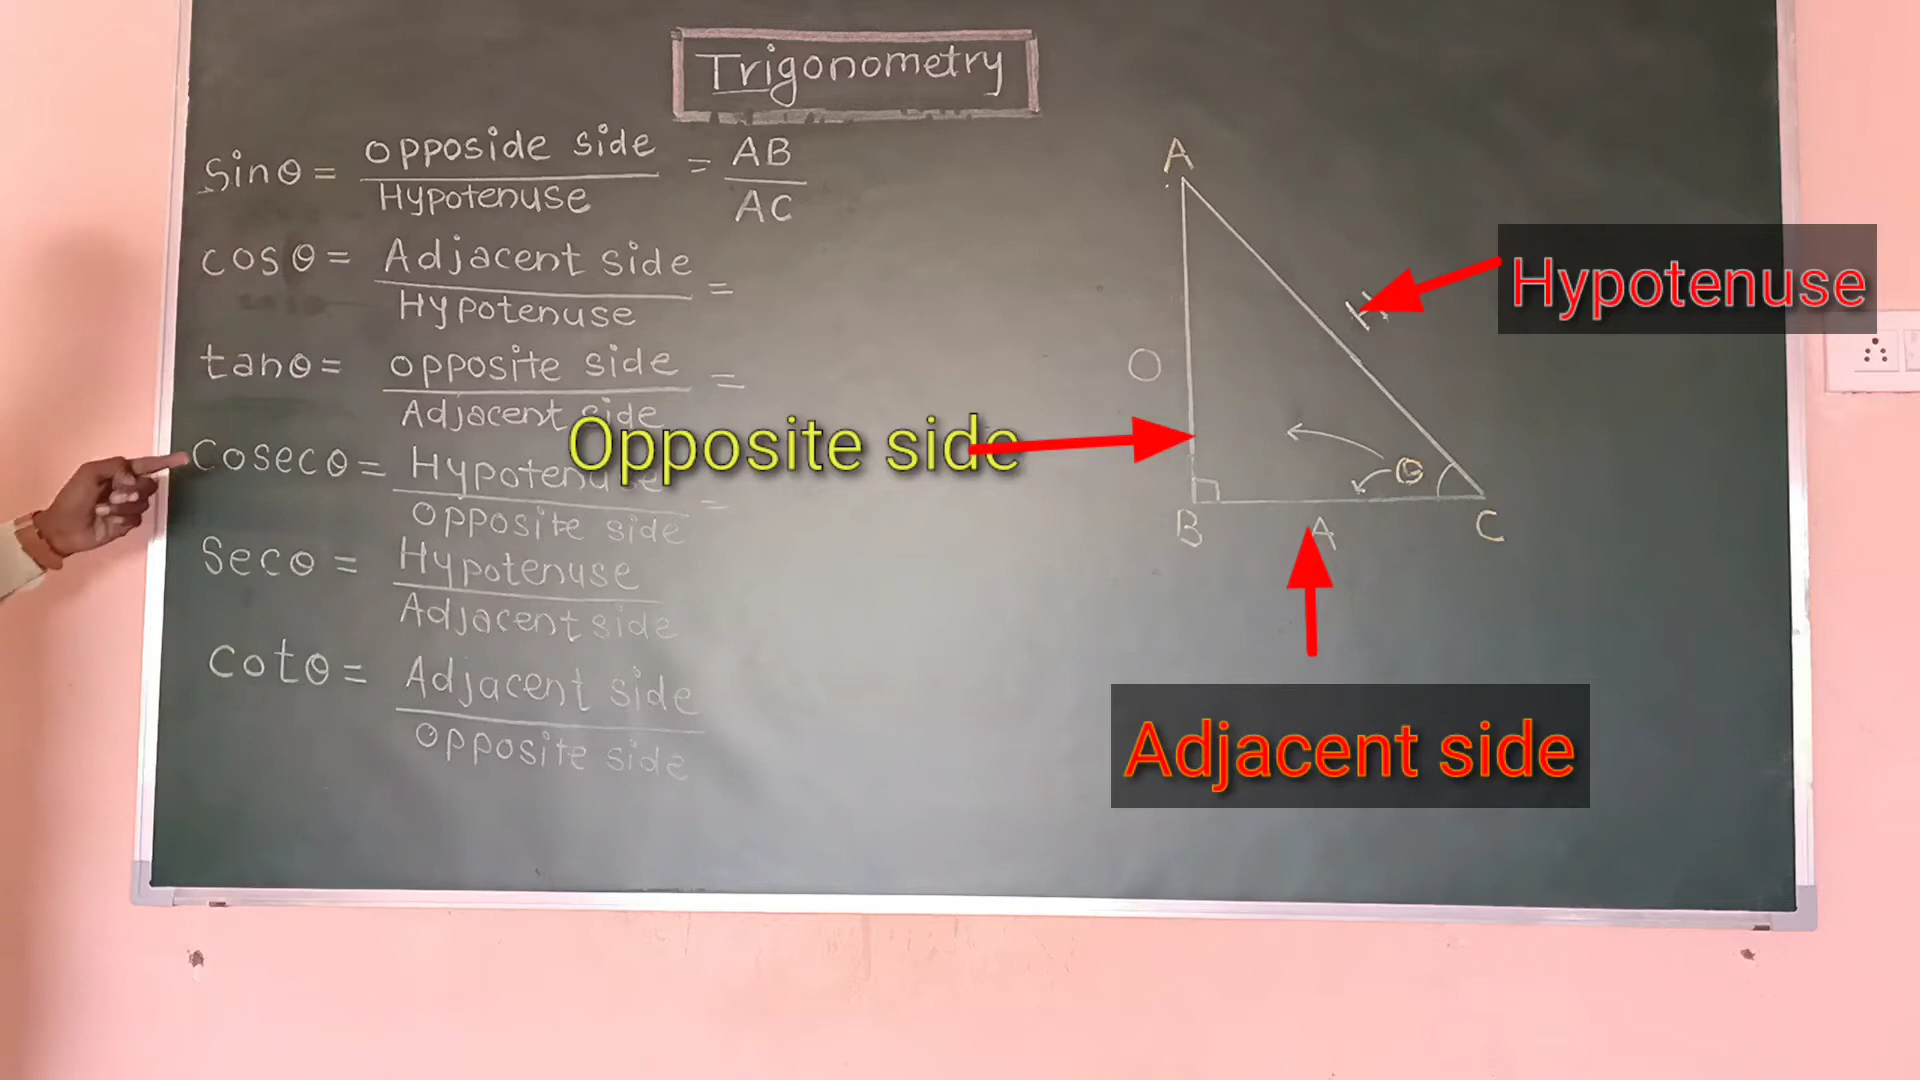 Trigonometry
sinθ = opposide side / Hypotenuse = AB / AC
cosθ = Adjacent side / Hypotenuse =
tanθ = opposite side / Adjacent side =
cosecθ = Hypotenuse / opposite side =
secθ = Hypotenuse / Adjacent side
cotθ = Adjacent side / opposite side
A
Hypotenuse
H
O
Opposite side
θ
B
A
C
Adjacent side